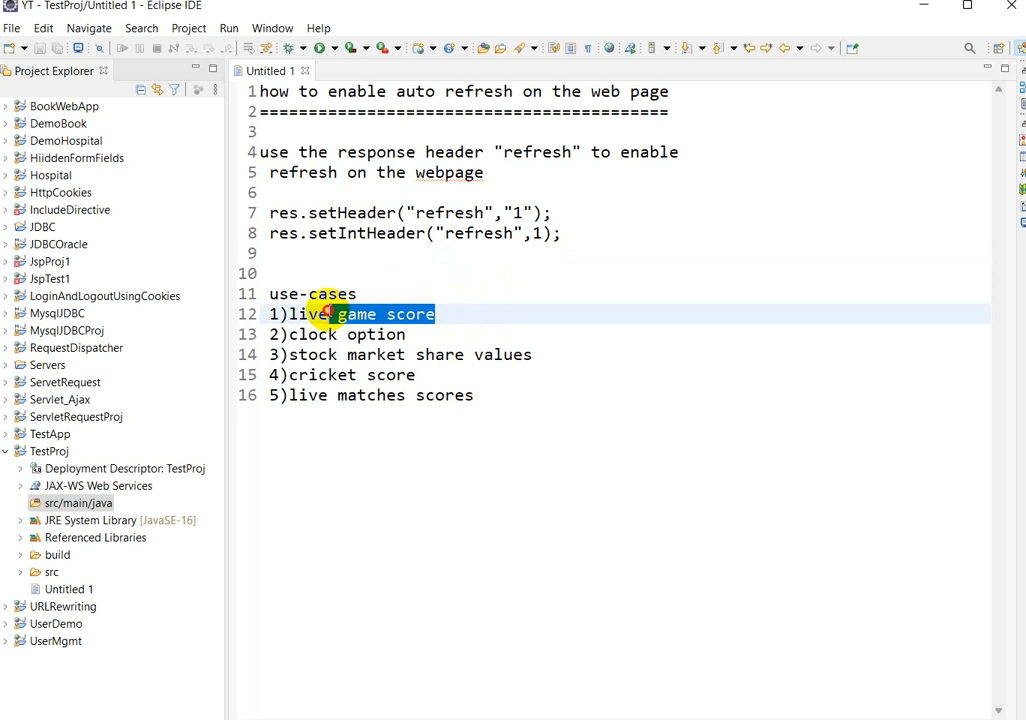 YT - TestProj/Untitled 1 - Eclipse IDE
File Edit Navigate Search Project Run Window Help
Project Explorer
Untitled 1
BookWebApp
DemoBook
DemoHospital
HiiddenFormFields
Hospital
HttpCookies
IncludeDirective
JDBC
JDBCOracle
JspProj1
JspTest1
LoginAndLogoutUsingCookies
MysqlJDBC
MysqlJDBCProj
RequestDispatcher
Servers
ServetRequest
Servlet_Ajax
ServletRequestProj
TestApp
TestProj
Deployment Descriptor: TestProj
JAX-WS Web Services
src/main/java
JRE System Library [JavaSE-16]
Referenced Libraries
build
src
Untitled 1
URLRewriting
UserDemo
UserMgmt
1 how to enable auto refresh on the web page
2 ==========================================
3
4 use the response header "refresh" to enable
5 refresh on the webpage
6
7 res.setHeader("refresh","1");
8 res.setIntHeader("refresh",1);
9
10
11 use-cases
12 1)live game score
13 2)clock option
14 3)stock market share values
15 4)cricket score
16 5)live matches scores